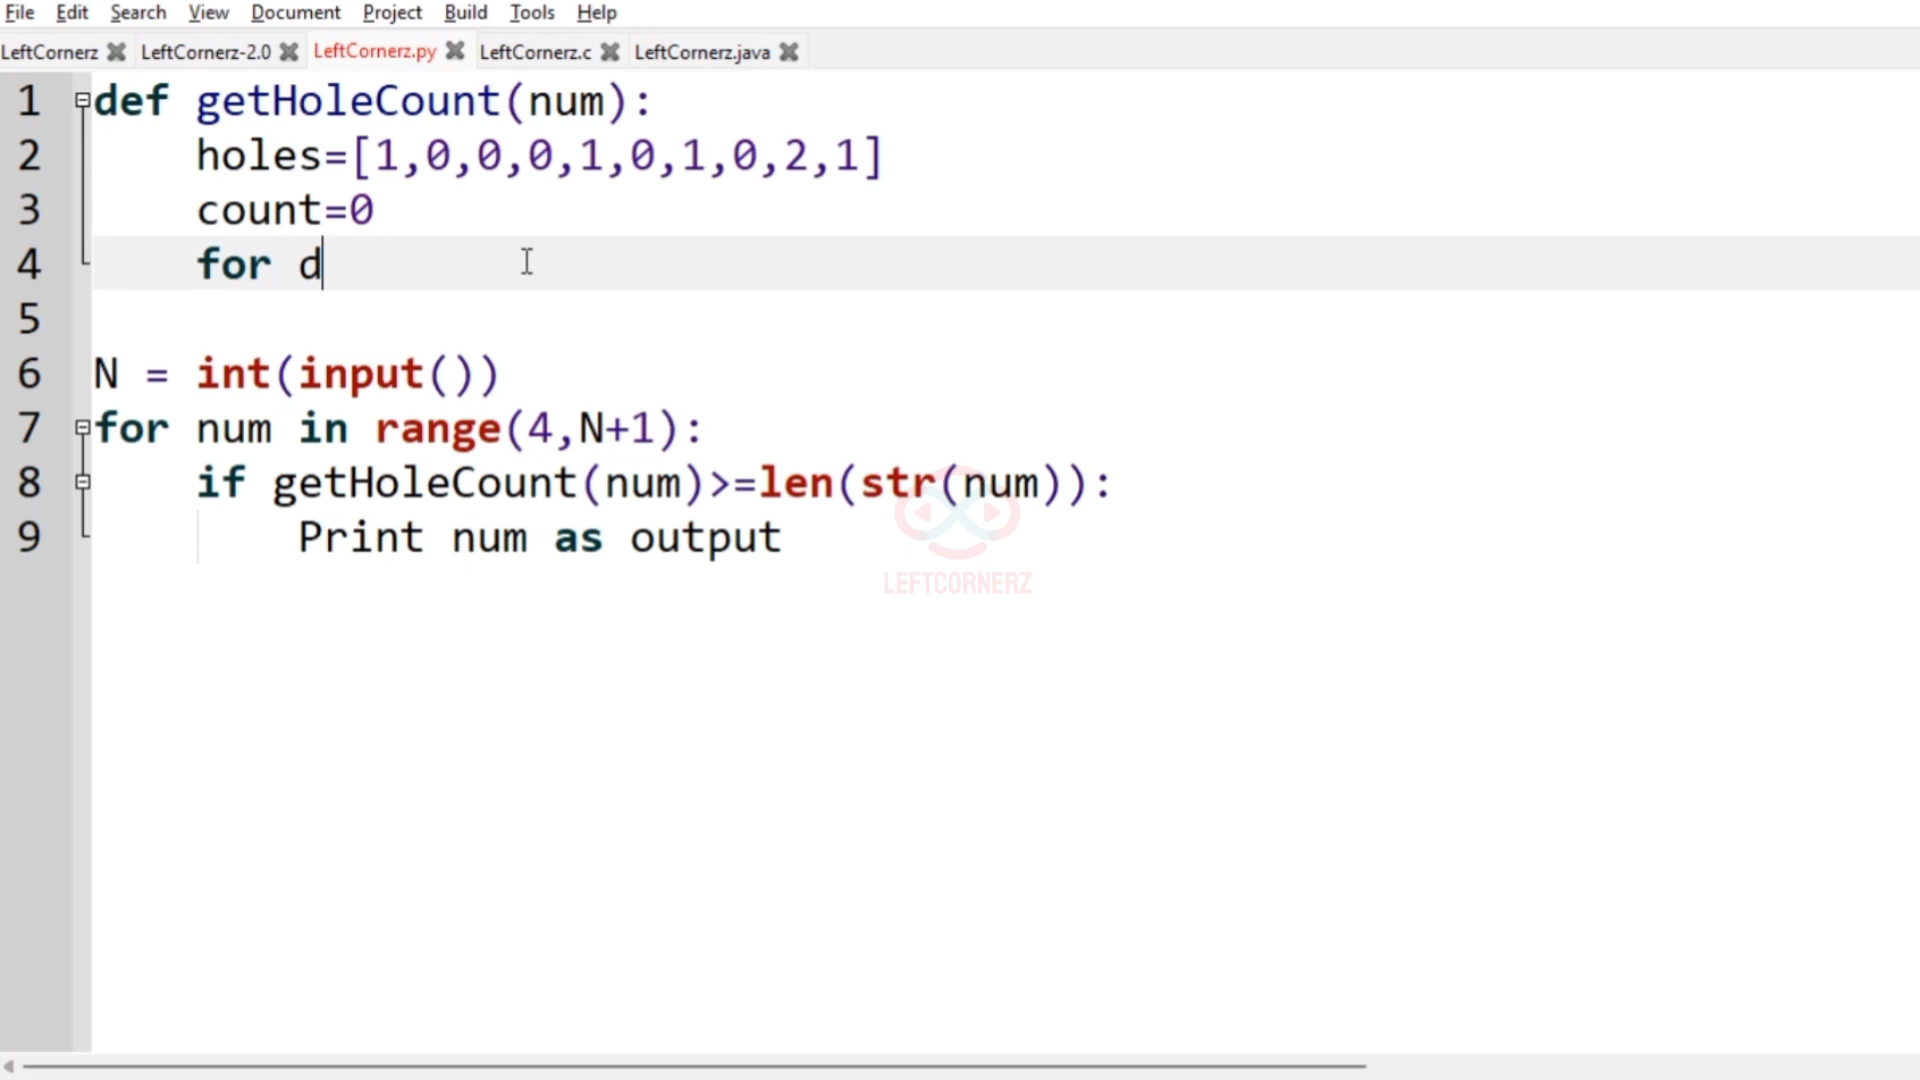 File Edit Search View Document Project Build Tools Help
LeftCornerz LeftCornerz-2.0 LeftCornerz.py LeftCornerz.c LeftCornerz.java
1 def getHoleCount(num):
2 holes=[1,0,0,0,1,0,1,0,2,1]
3 count=0
4 for d
5
6 N = int(input())
7 for num in range(4,N+1):
8 if getHoleCount(num)>=len(str(num)):
9 Print num as output
LEFTCORNERZ